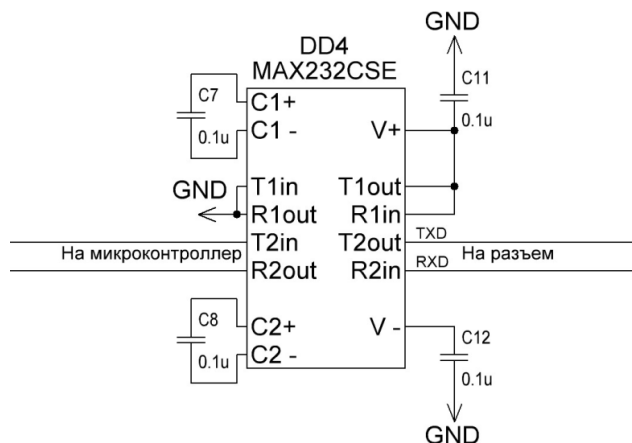 GND
DD4
MAX232CSE
C7
0.1u
C1+
C1 -
V+
C11
0.1u
GND
T1in
T1out
R1out
R1in
T2in
T2out
TXD
На микроконтроллер
На разъем
R2out
R2in
RXD
C8
0.1u
C2+
C2 -
V -
C12
0.1u
GND